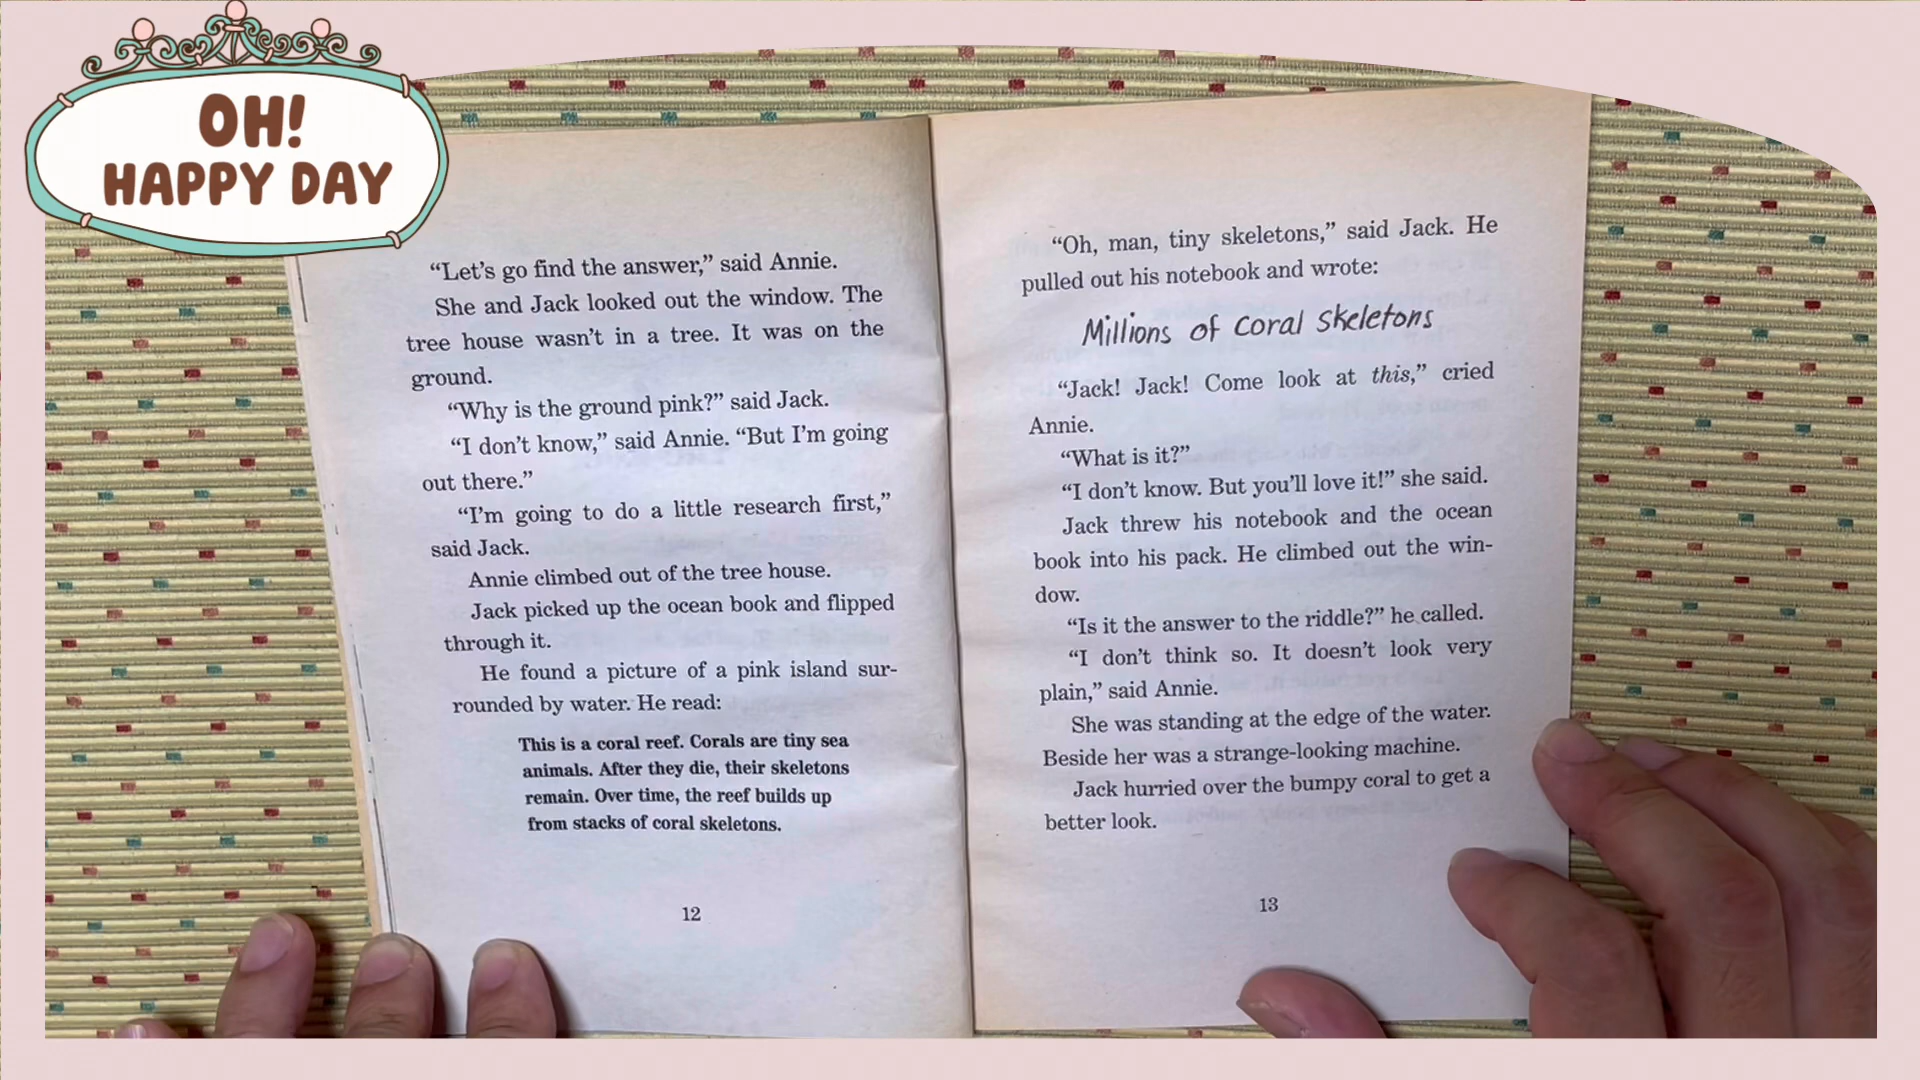 OH!
HAPPY DAY
“Let’s go find the answer,” said Annie.
She and Jack looked out the window. The
tree house wasn’t in a tree. It was on the
ground.
“Why is the ground pink?” said Jack.
“I don’t know,” said Annie. “But I’m going
out there.”
“I’m going to do a little research first,”
said Jack.
Annie climbed out of the tree house.
Jack picked up the ocean book and flipped
through it.
He found a picture of a pink island sur-
rounded by water. He read:
This is a coral reef. Corals are tiny sea
animals. After they die, their skeletons
remain. Over time, the reef builds up
from stacks of coral skeletons.
12
“Oh, man, tiny skeletons,” said Jack. He
pulled out his notebook and wrote:
Millions of coral skeletons
“Jack! Jack! Come look at this,” cried
Annie.
“What is it?”
“I don’t know. But you’ll love it!” she said.
Jack threw his notebook and the ocean
book into his pack. He climbed out the win-
dow.
“Is it the answer to the riddle?” he called.
“I don’t think so. It doesn’t look very
plain,” said Annie.
She was standing at the edge of the water.
Beside her was a strange-looking machine.
Jack hurried over the bumpy coral to get a
better look.
13